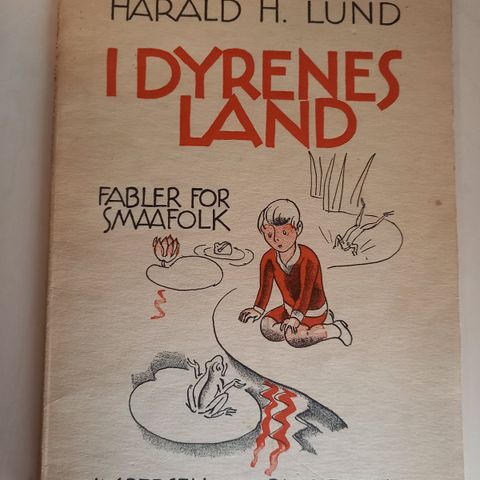 HARALD H. LUND
I DYRENES
LAND
FABLER FOR
SMAAFOLK